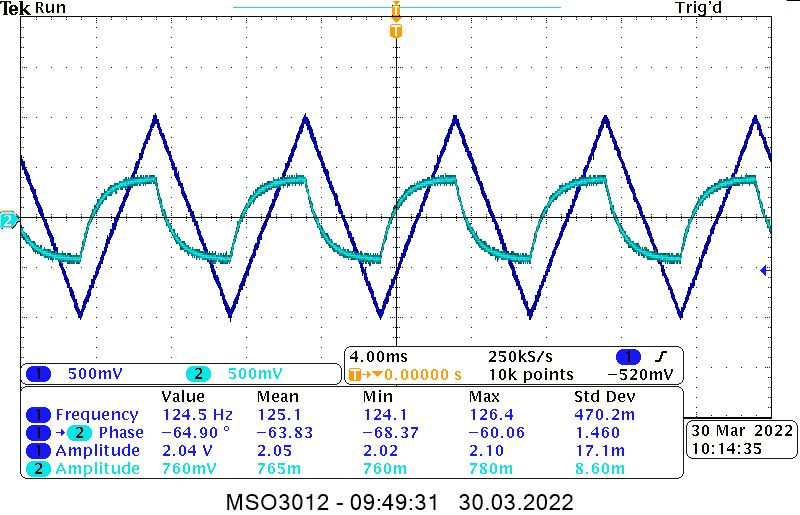 Tek Run Trig'd
T
T
2
4.00ms 250kS/s 1
1 500mV 2 500mV T→▼0.00000 s 10k points −520mV
Value Mean Min Max Std Dev
1 Frequency 124.5 Hz 125.1 124.1 126.4 470.2m
1 →2 Phase −64.90 ° −63.83 −68.37 −60.06 1.460
1 Amplitude 2.04 V 2.05 2.02 2.10 17.1m
2 Amplitude 760mV 765m 760m 780m 8.60m
30 Mar 2022
10:14:35
MSO3012 - 09:49:31 30.03.2022